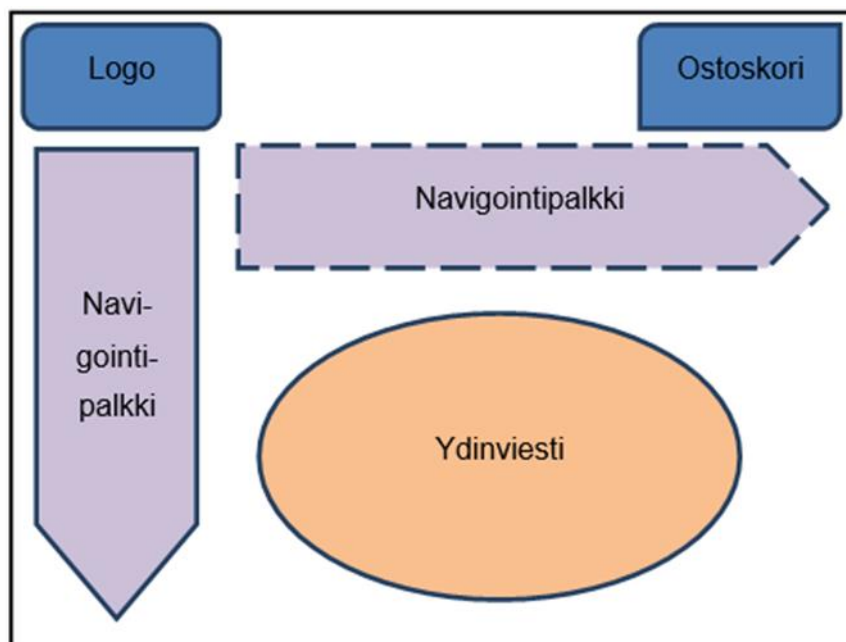 Logo
Ostoskori
Navigointipalkki
Navi-
gointi-
palkki
Ydinviesti